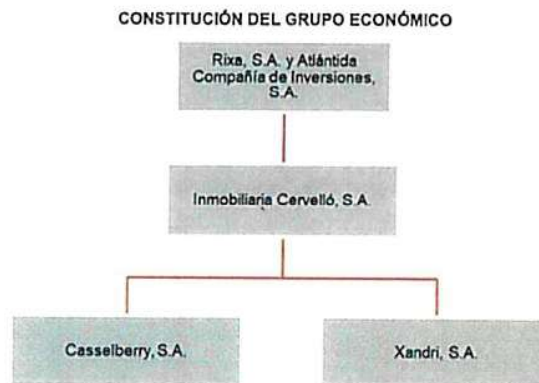 CONSTITUCIÓN DEL GRUPO ECONÓMICO
Rixa, S.A. y Atlántida
Compañía de Inversiones,
S.A.
Inmobiliaria Cervelló, S.A.
Casselberry, S.A.
Xandri, S.A.